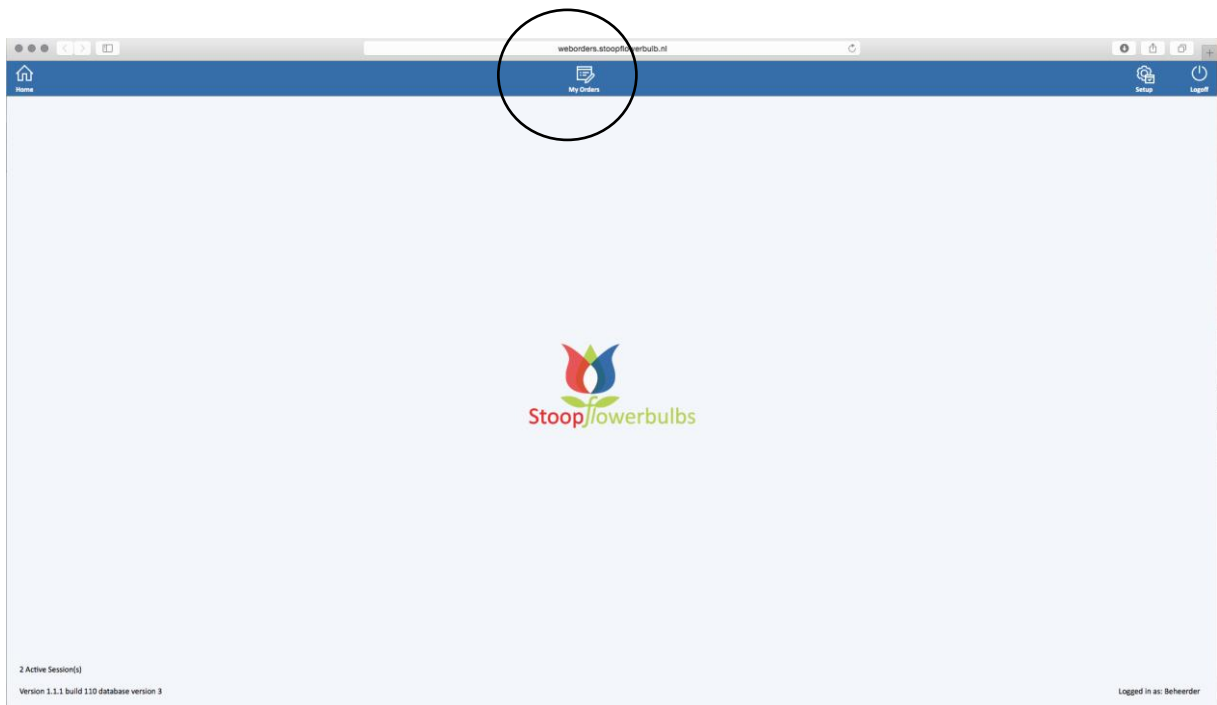 weborders.stoopflowerbulb.nl
Home
My Orders
Setup
Logoff
Stoopflowerbulbs
2 Active Session(s)
Version 1.1.1 build 110 database version 3
Logged in as: Beheerder